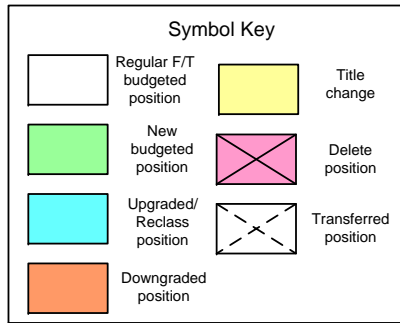 Symbol Key
Regular F/T
budgeted
position
Title
change
New
budgeted
position
Delete
position
Upgraded/
Reclass
position
Transferred
position
Downgraded
position